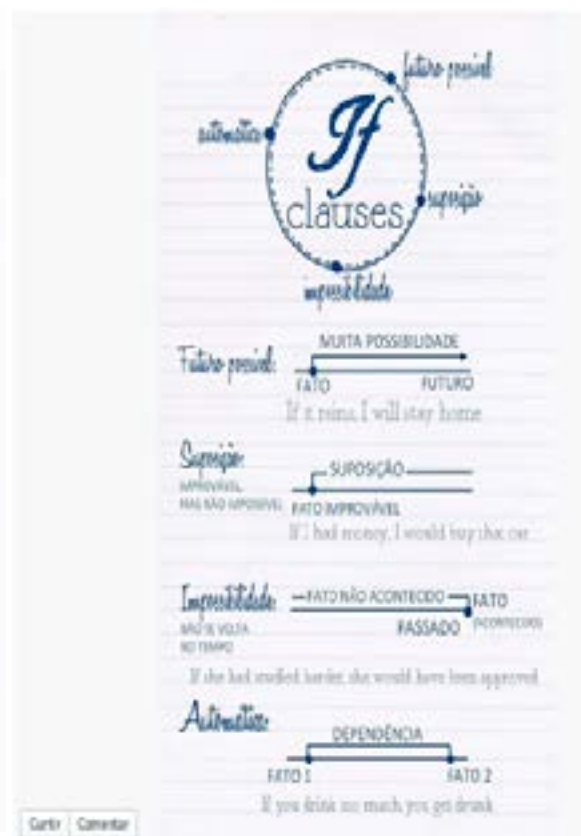 futuro possível
automático
If
clauses
suposição
impossibilidade
Futuro possível:
MUITA POSSIBILIDADE
FATO FUTURO
If it rains, I will stay home
Suposição:
SUPOSIÇÃO
IMPROVÁVEL,
MAS NÃO IMPOSSÍVEL
FATO IMPROVÁVEL
If I had money, I would buy that car...
Impossibilidade:
FATO NÃO ACONTECIDO FATO
(ACONTECIDO)
NÃO SE VOLTA
NO TEMPO
PASSADO
If she had studied harder, she would have been approved
Automático:
DEPENDÊNCIA
FATO 1 FATO 2
If you drink too much, you get drunk
Curtir Comentar